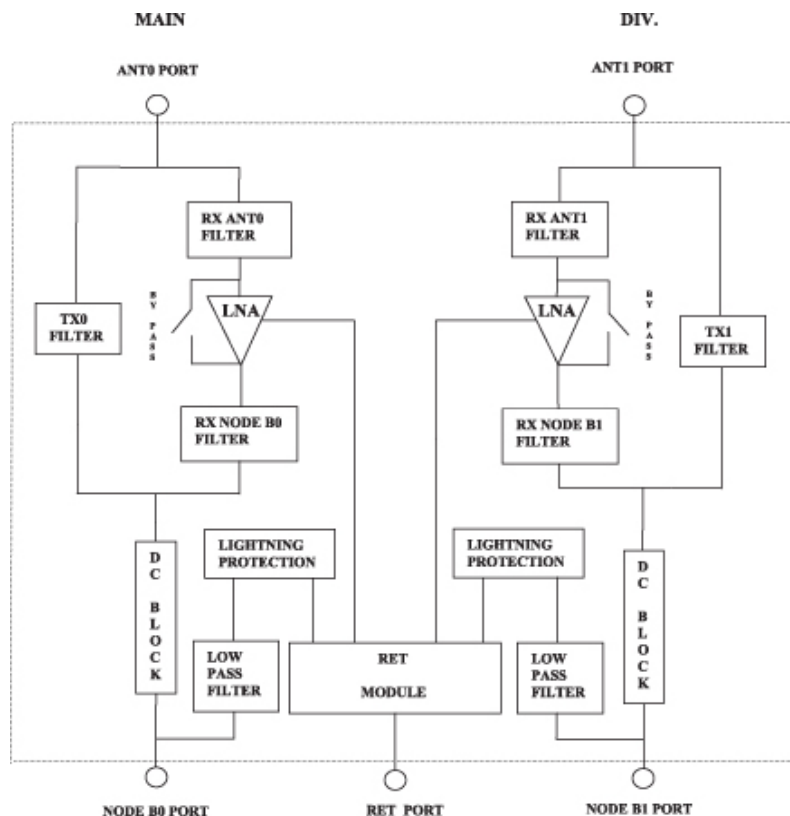 MAIN
DIV.
ANT0 PORT
ANT1 PORT
RX ANT0
FILTER
RX ANT1
FILTER
BY PASS
LNA
LNA
BY PASS
TX0
FILTER
TX1
FILTER
RX NODE B0
FILTER
RX NODE B1
FILTER
DC BLOCK
LIGHTNING
PROTECTION
LIGHTNING
PROTECTION
DC BLOCK
LOW
PASS
FILTER
RET
MODULE
LOW
PASS
FILTER
NODE B0 PORT
RET PORT
NODE B1 PORT